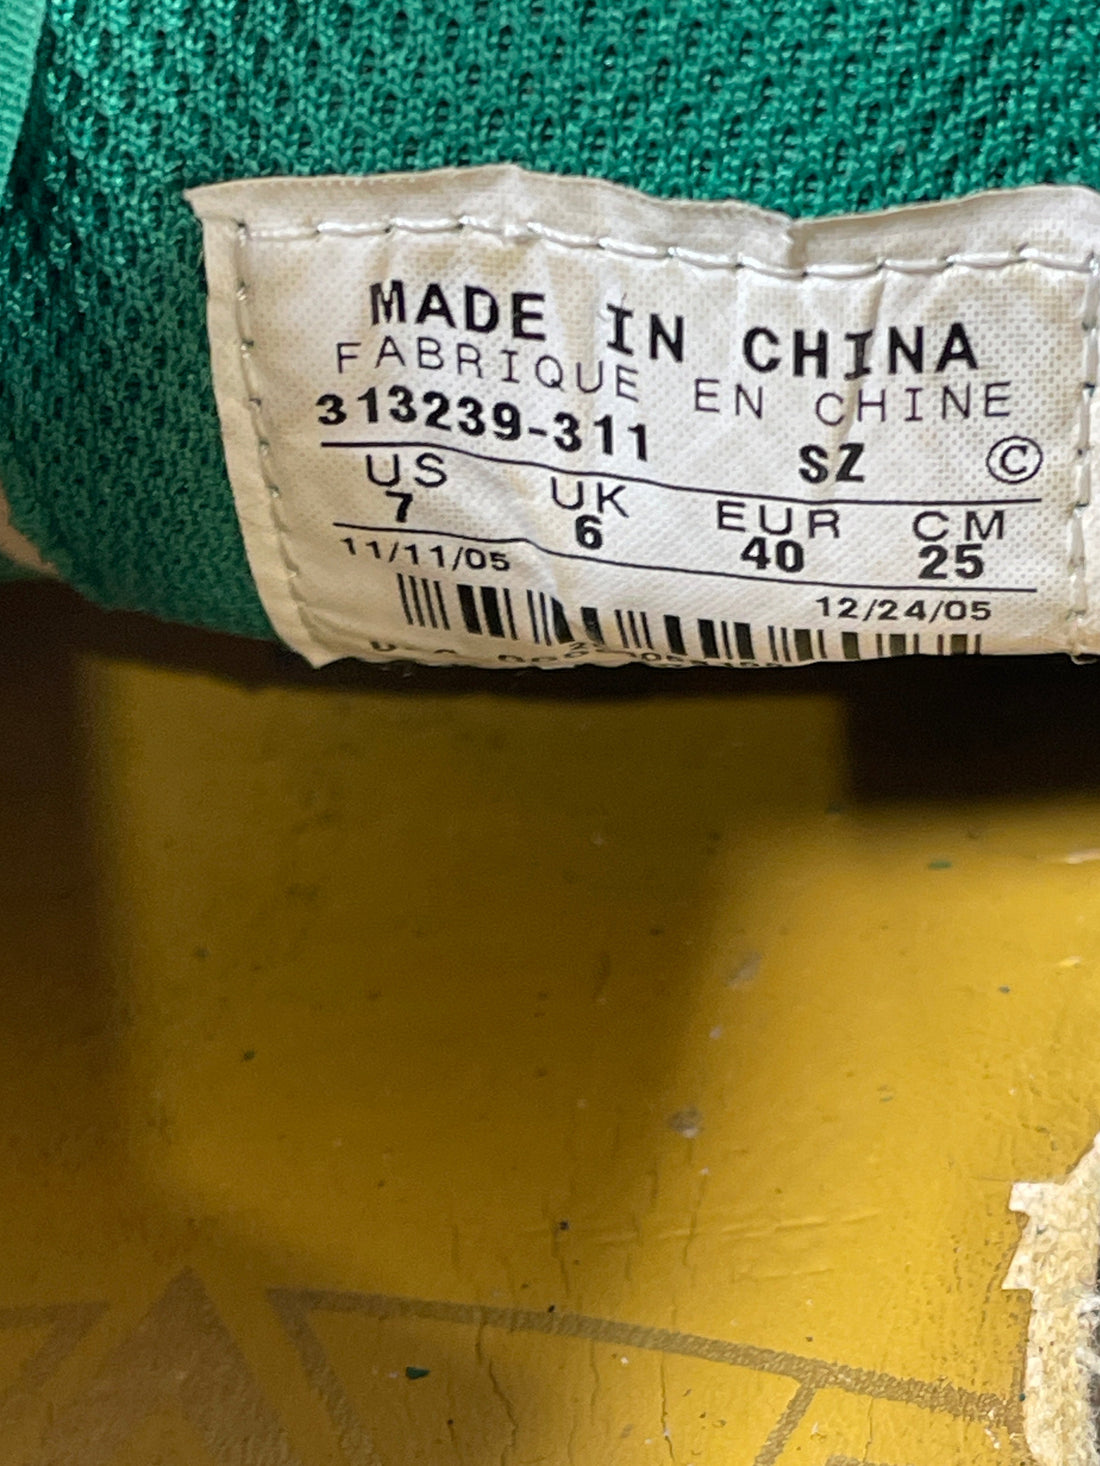 MADE IN CHINA
FABRIQUE EN CHINE
313239-311 SZ ©
US UK EUR CM
7 6 40 25
11/11/05 12/24/05